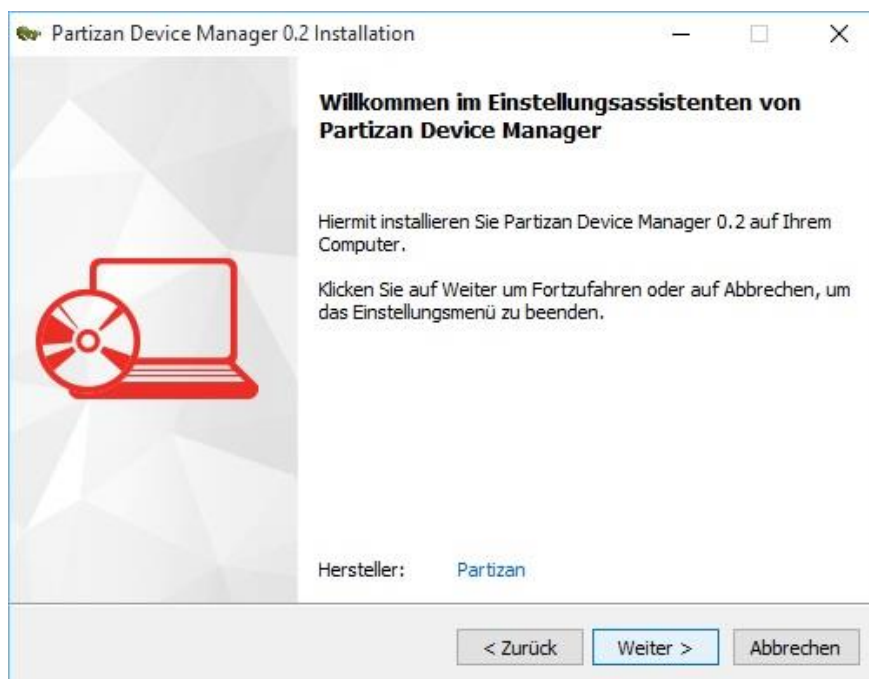 Partizan Device Manager 0.2 Installation
Willkommen im Einstellungsassistenten von
Partizan Device Manager
Hiermit installieren Sie Partizan Device Manager 0.2 auf Ihrem
Computer.
Klicken Sie auf Weiter um Fortzufahren oder auf Abbrechen, um
das Einstellungsmenü zu beenden.
Hersteller: Partizan
< Zurück Weiter > Abbrechen